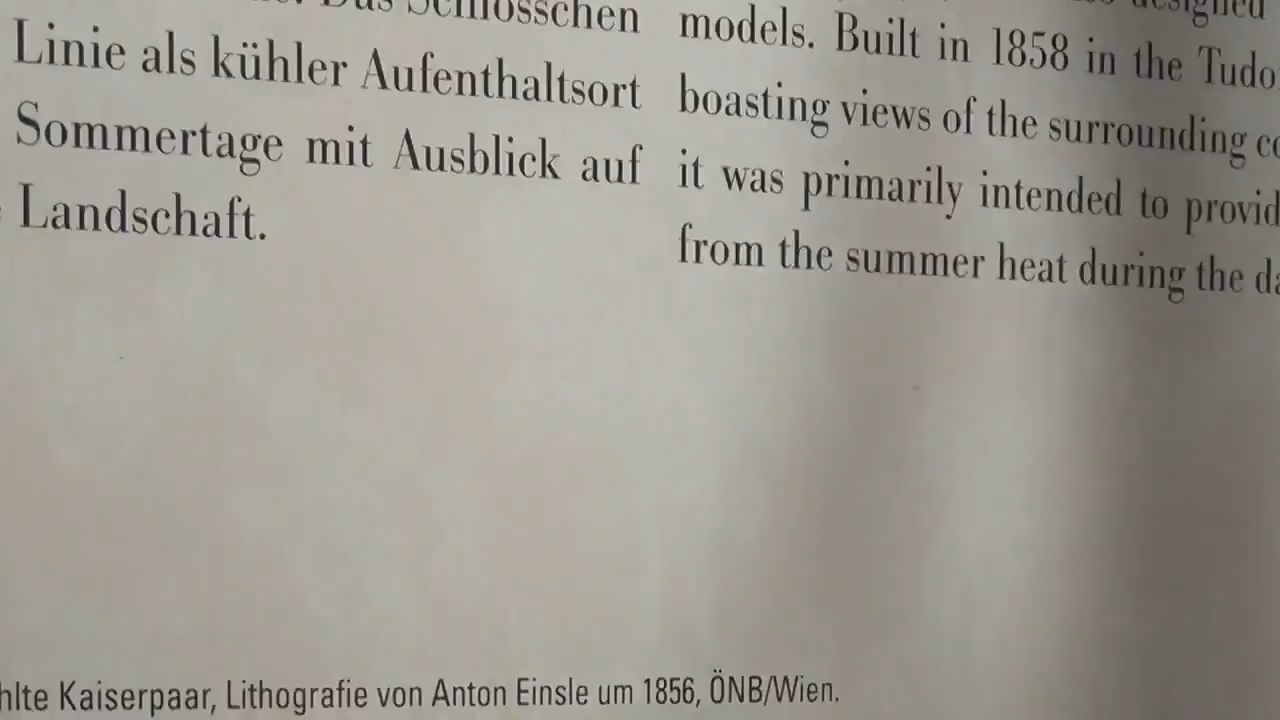 Das Schlösschen
Linie als kühler Aufenthaltsort
Sommertage mit Ausblick auf
Landschaft.
designed
models. Built in 1858 in the
boasting views of the surrounding
it was primarily intended to
from the summer heat during the
Kaiserpaar, Lithografie von Anton Einsle um 1856, ÖNB/Wien.